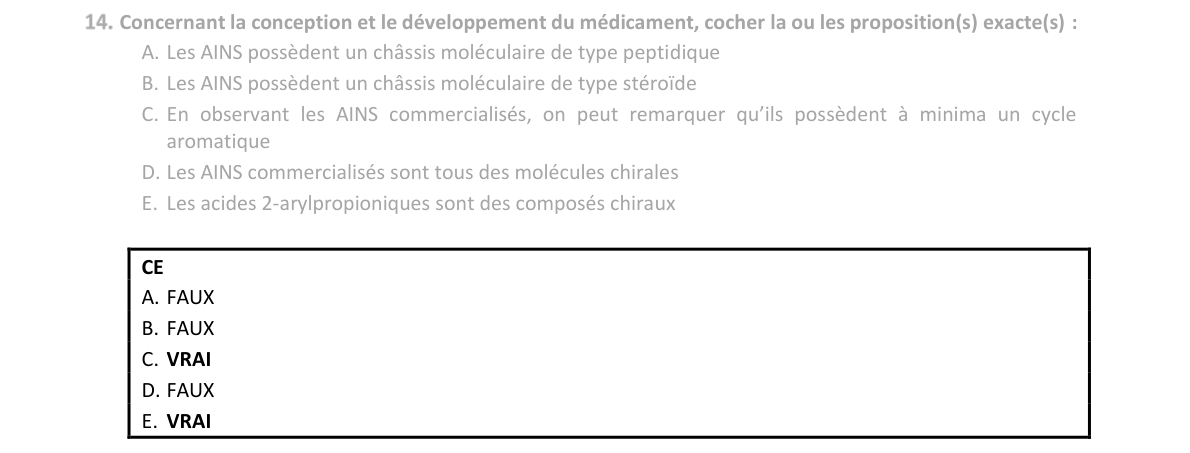 14. Concernant la conception et le développement du médicament, cocher la ou les proposition(s) exacte(s) :
A. Les AINS possèdent un châssis moléculaire de type peptidique
B. Les AINS possèdent un châssis moléculaire de type stéroïde
C. En observant les AINS commercialisés, on peut remarquer qu’ils possèdent à minima un cycle
aromatique
D. Les AINS commercialisés sont tous des molécules chirales
E. Les acides 2-arylpropioniques sont des composés chiraux
CE
A. FAUX
B. FAUX
C. VRAI
D. FAUX
E. VRAI